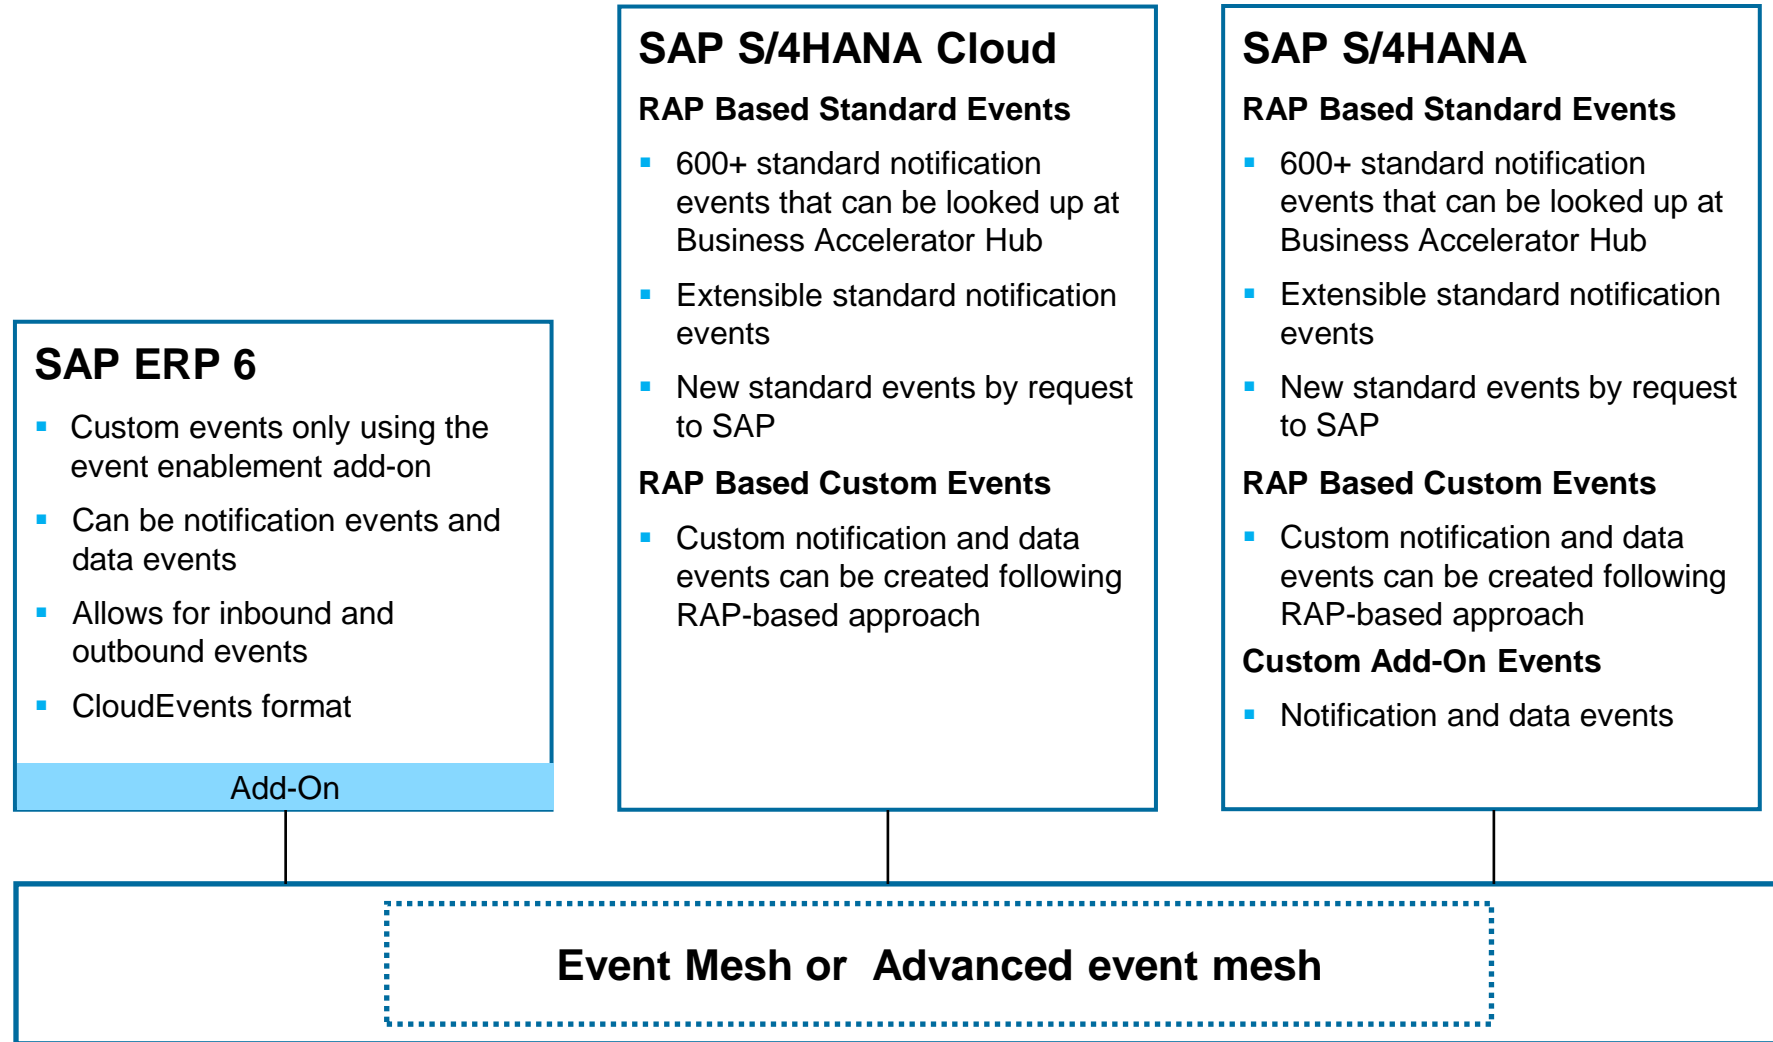 SAP ERP 6
Custom events only using the
event enablement add-on
Can be notification events and
data events
Allows for inbound and
outbound events
CloudEvents format
Add-On
SAP S/4HANA Cloud
RAP Based Standard Events
600+ standard notification
events that can be looked up at
Business Accelerator Hub
Extensible standard notification
events
New standard events by request
to SAP
RAP Based Custom Events
Custom notification and data
events can be created following
RAP-based approach
SAP S/4HANA
RAP Based Standard Events
600+ standard notification
events that can be looked up at
Business Accelerator Hub
Extensible standard notification
events
New standard events by request
to SAP
RAP Based Custom Events
Custom notification and data
events can be created following
RAP-based approach
Custom Add-On Events
Notification and data events
Event Mesh or Advanced event mesh